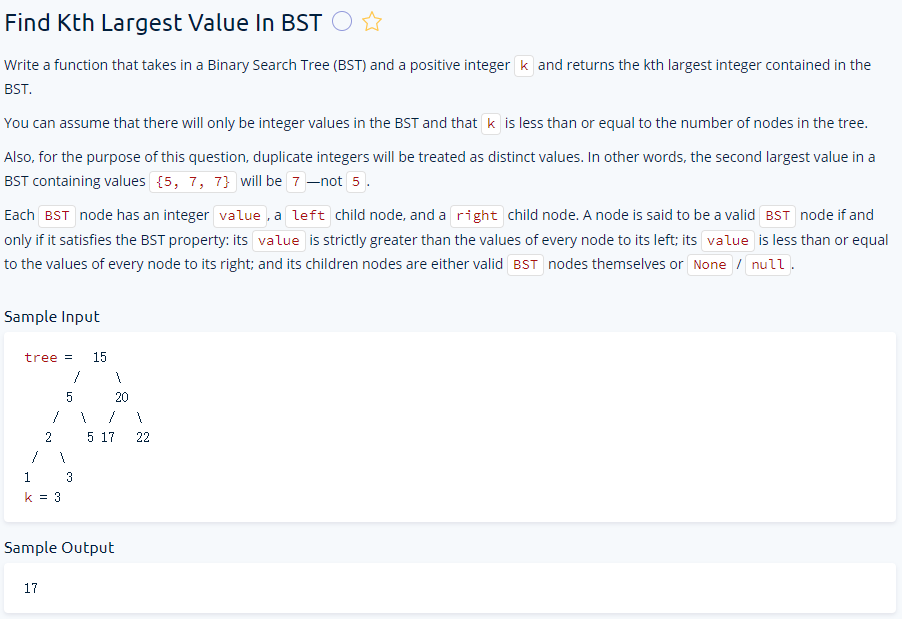 Find Kth Largest Value In BST
Write a function that takes in a Binary Search Tree (BST) and a positive integer k and returns the kth largest integer contained in the
BST.
You can assume that there will only be integer values in the BST and that k is less than or equal to the number of nodes in the tree.
Also, for the purpose of this question, duplicate integers will be treated as distinct values. In other words, the second largest value in a
BST containing values {5, 7, 7} will be 7—not 5.
Each BST node has an integer value, a left child node, and a right child node. A node is said to be a valid BST node if and
only if it satisfies the BST property: its value is strictly greater than the values of every node to its left; its value is less than or equal
to the values of every node to its right; and its children nodes are either valid BST nodes themselves or None / null.
Sample Input
tree = 15
/ \
5 20
/ \ / \
2 5 17 22
/ \
1 3
k = 3
Sample Output
17